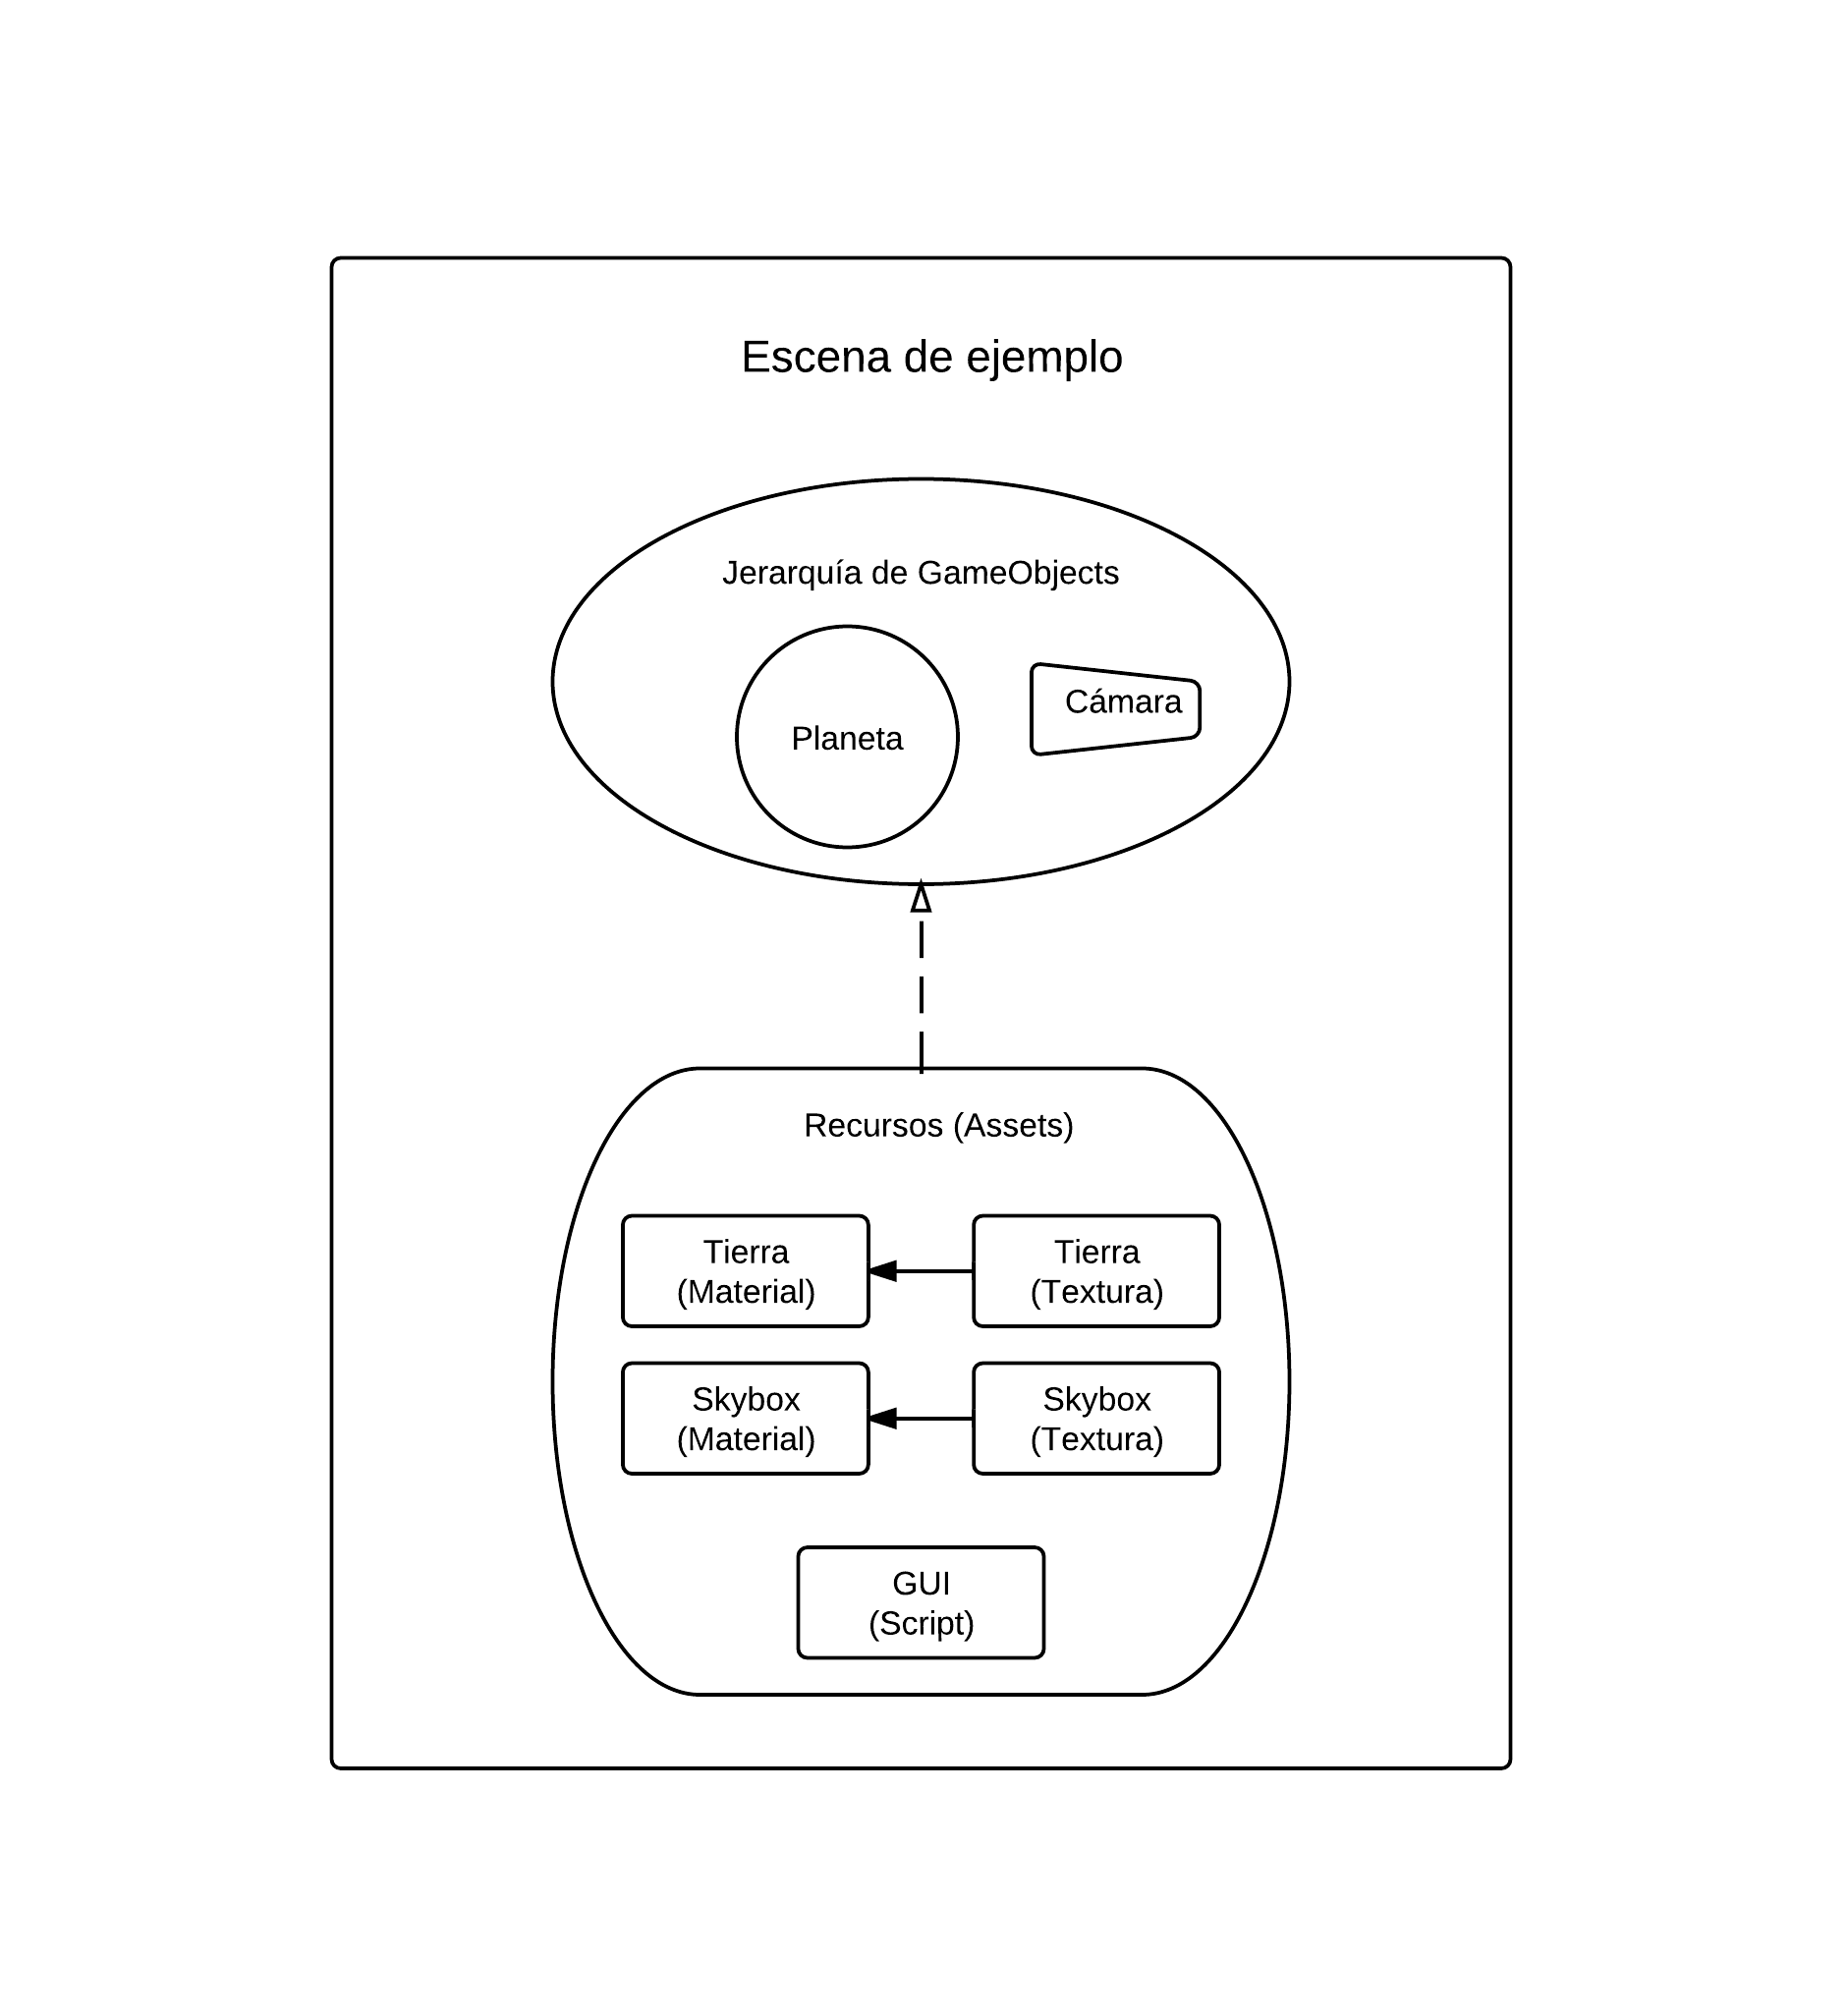 Escena de ejemplo
Jerarquía de GameObjects
Planeta
Cámara
Recursos (Assets)
Tierra
(Material)
Tierra
(Textura)
Skybox
(Material)
Skybox
(Textura)
GUI
(Script)